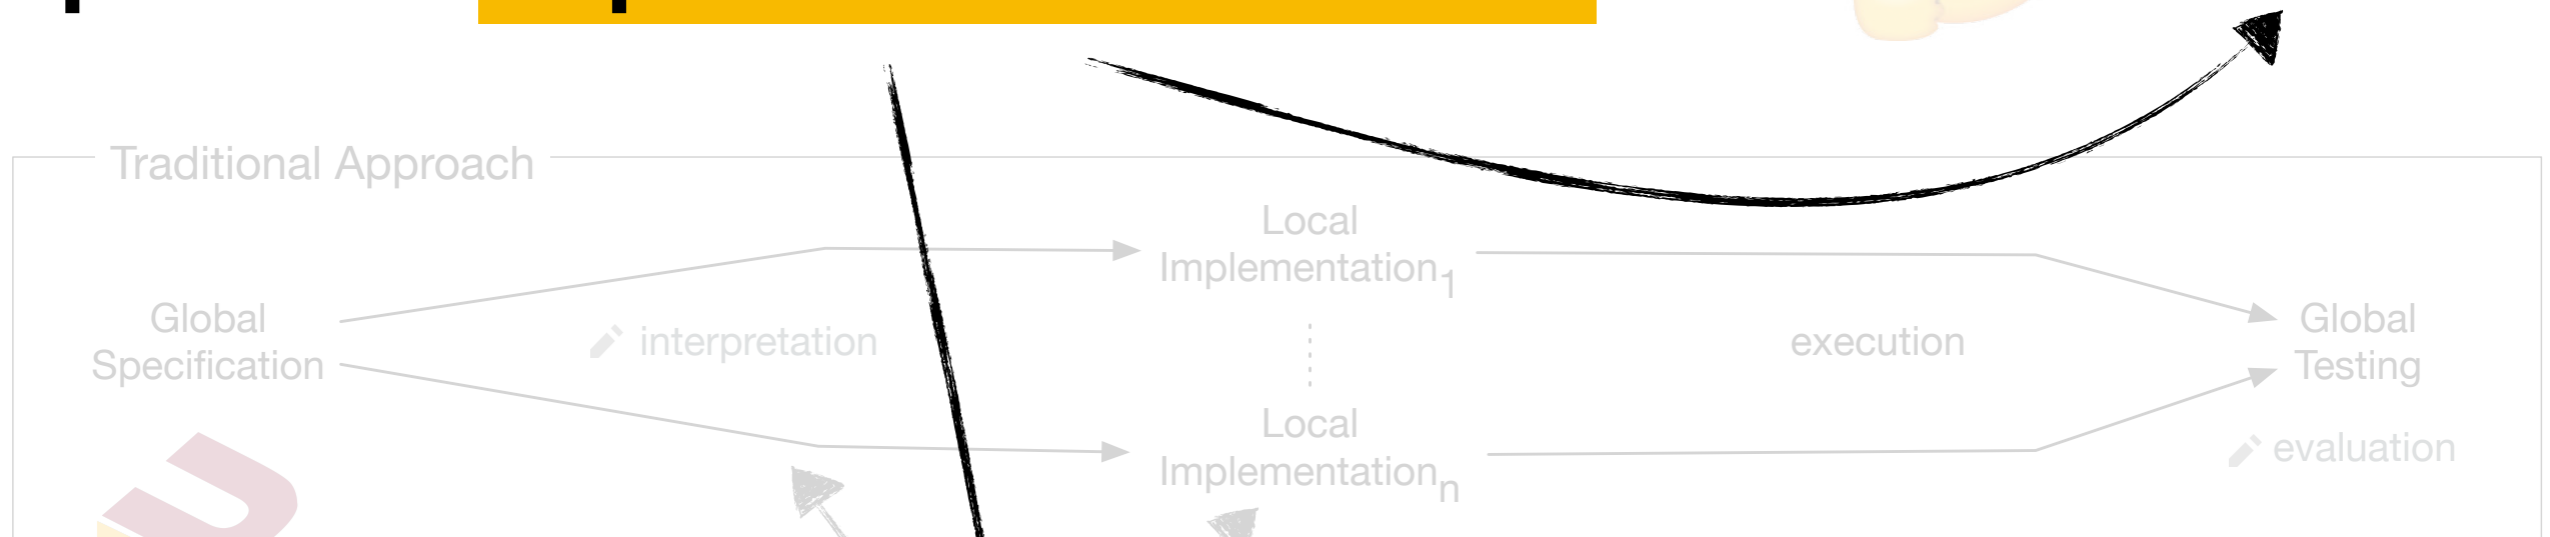 Traditional Approach
Local
Implementation1
Global
Specification
interpretation
execution
Global
Testing
Local
Implementationn
evaluation